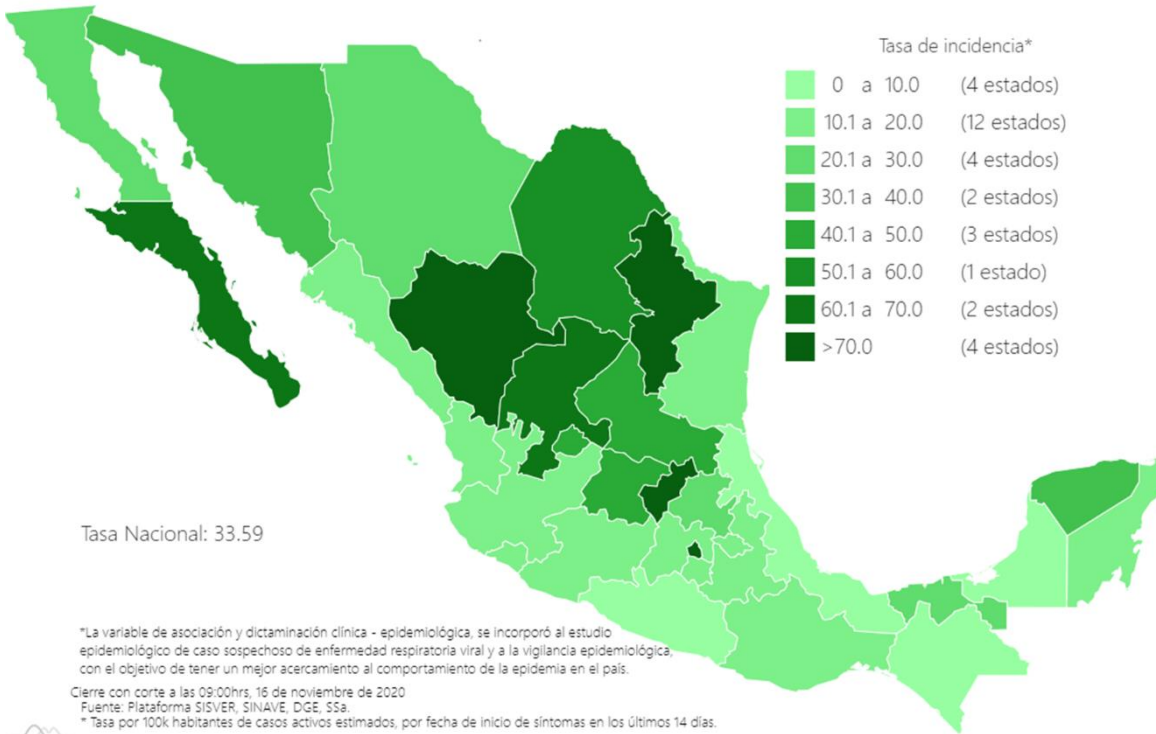 Tasa de incidencia*
0 a 10.0 (4 estados)
10.1 a 20.0 (12 estados)
20.1 a 30.0 (4 estados)
30.1 a 40.0 (2 estados)
40.1 a 50.0 (3 estados)
50.1 a 60.0 (1 estado)
60.1 a 70.0 (2 estados)
>70.0 (4 estados)
Tasa Nacional: 33.59
*La variable de asociación y dictaminación clínica - epidemiológica, se incorporó al estudio
epidemiológico de caso sospechoso de enfermedad respiratoria viral y a la vigilancia epidemiológica,
con el objetivo de tener un mejor acercamiento al comportamiento de la epidemia en el país.
Cierre con corte a las 09:00hrs, 16 de noviembre de 2020
Fuente: Plataforma SISVER, SINAVE, DGE, SSa.
* Tasa por 100k habitantes de casos activos estimados, por fecha de inicio de síntomas en los últimos 14 días.